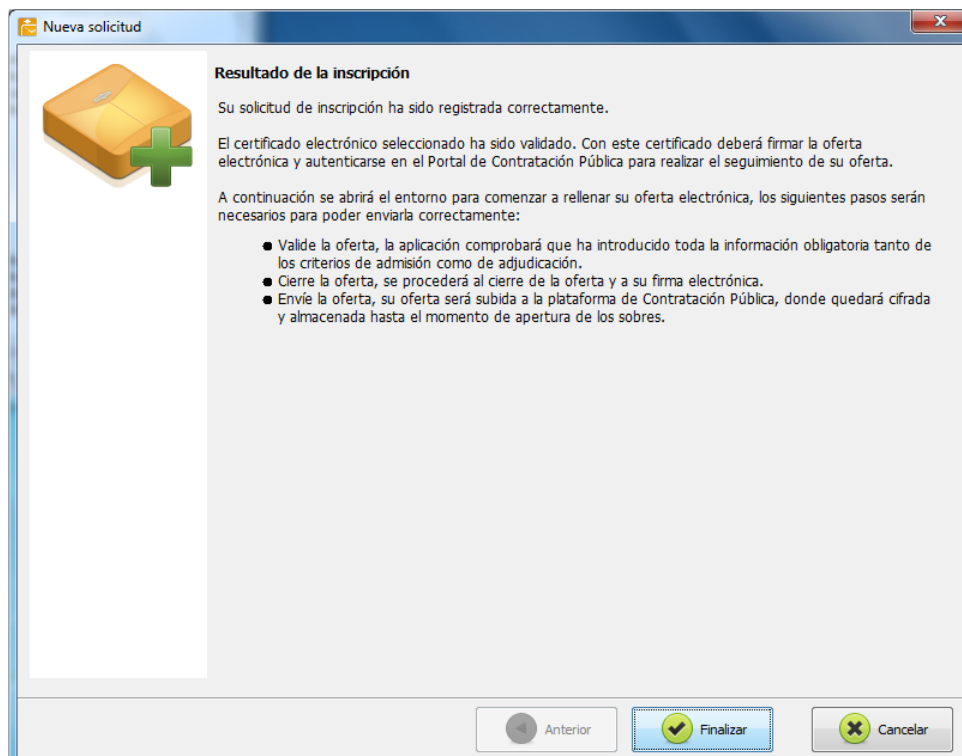 Nueva solicitud
Resultado de la inscripción
Su solicitud de inscripción ha sido registrada correctamente.
El certificado electrónico seleccionado ha sido validado. Con este certificado deberá firmar la oferta
electrónica y autenticarse en el Portal de Contratación Pública para realizar el seguimiento de su oferta.
A continuación se abrirá el entorno para comenzar a rellenar su oferta electrónica, los siguientes pasos serán
necesarios para poder enviarla correctamente:
● Valide la oferta, la aplicación comprobará que ha introducido toda la información obligatoria tanto de
los criterios de admisión como de adjudicación.
● Cierre la oferta, se procederá al cierre de la oferta y a su firma electrónica.
● Envíe la oferta, su oferta será subida a la plataforma de Contratación Pública, donde quedará cifrada
y almacenada hasta el momento de apertura de los sobres.
Anterior
Finalizar
Cancelar